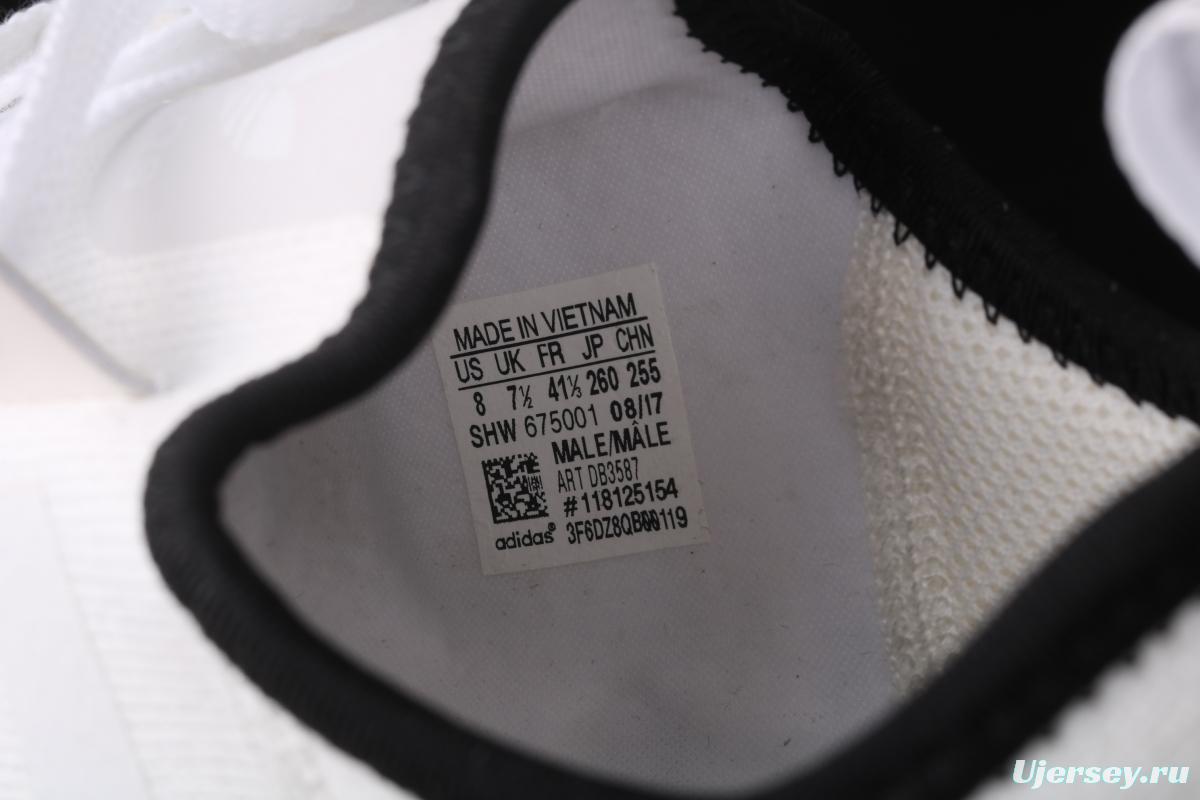 MADE IN VIETNAM
US UK FR JP CHN
8 7½ 41⅓ 260 255
SHW 675001 08/17
MALE/MÂLE
ART DB3587
#118125154
adidas® 3F6DZ8QB00119
Ujersey.ru